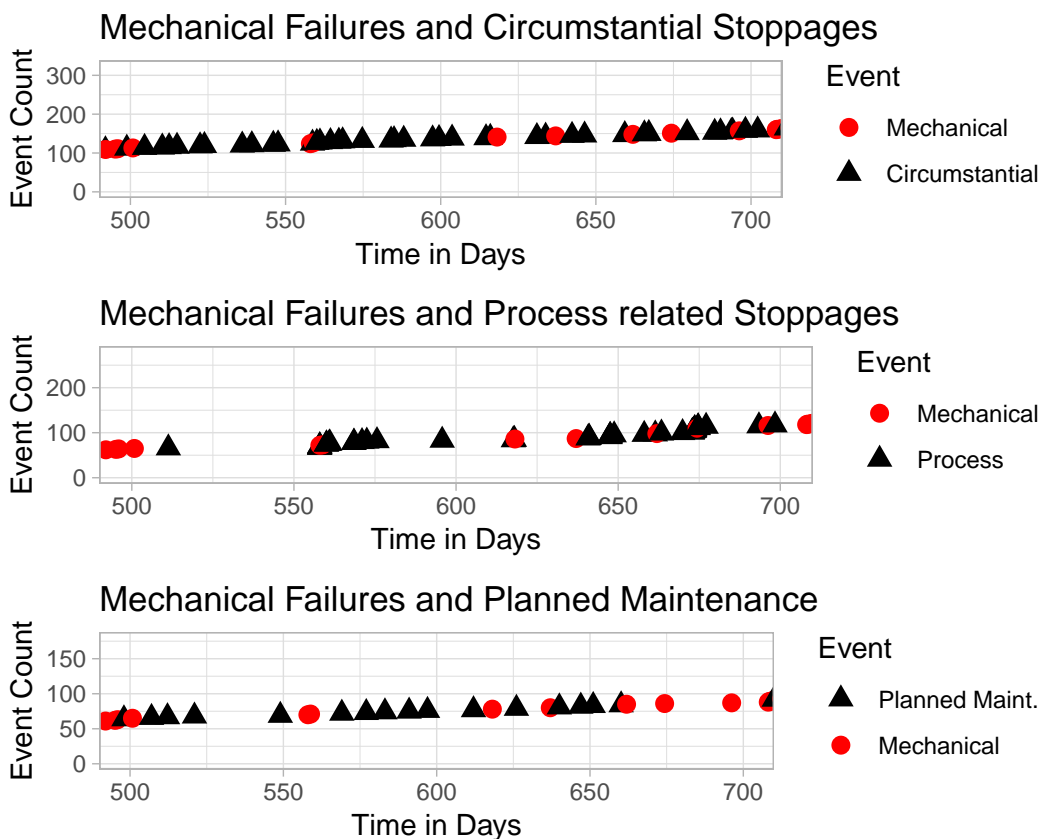 Mechanical Failures and Circumstantial Stoppages
Event Count
300
200
100
0
500
550
600
650
700
Time in Days
Event
Mechanical
Circumstantial
Mechanical Failures and Process related Stoppages
Event Count
200
100
0
500
550
600
650
700
Time in Days
Event
Mechanical
Process
Mechanical Failures and Planned Maintenance
Event Count
150
100
50
0
500
550
600
650
700
Time in Days
Event
Planned Maint.
Mechanical